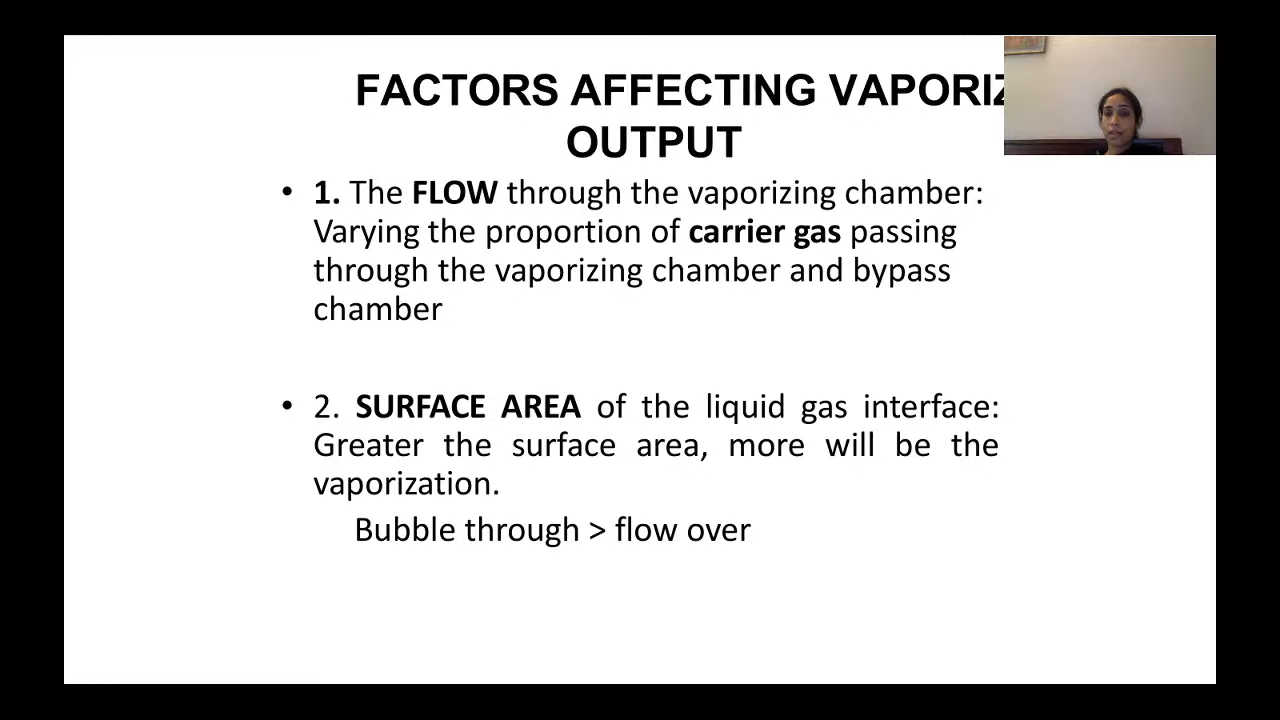 FACTORS AFFECTING VAPORIZ
OUTPUT
• 1. The FLOW through the vaporizing chamber:
Varying the proportion of carrier gas passing
through the vaporizing chamber and bypass
chamber
• 2. SURFACE AREA of the liquid gas interface:
Greater the surface area, more will be the
vaporization.
Bubble through > flow over